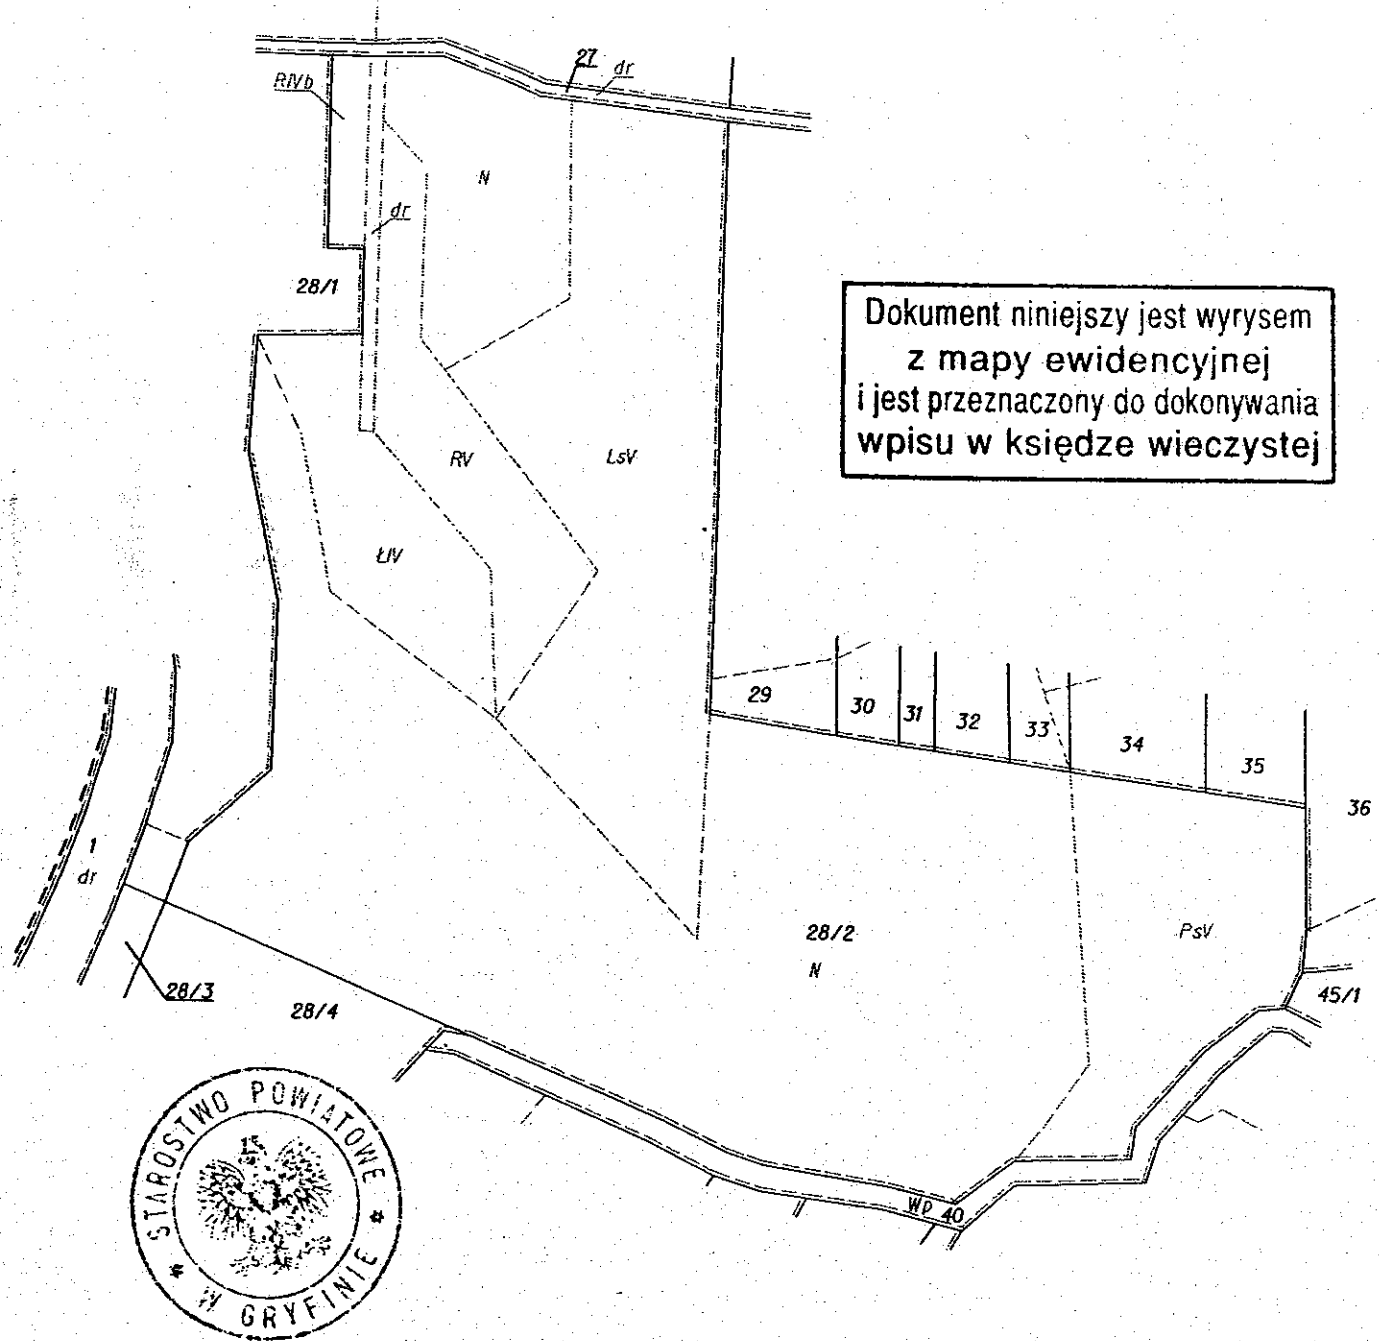 27
dr
RIVb
N
dr
28/1
Dokument niniejszy jest wyrysem
z mapy ewidencyjnej
i jest przeznaczony do dokonywania
wpisu w księdze wieczystej
RV
LsV
ŁIV
29
30
31
32
33
34
35
36
1
dr
28/2
N
PsV
28/3
28/4
45/1
Wp 40
STAROSTWO POWIATOWE
* W GRYFINIE *